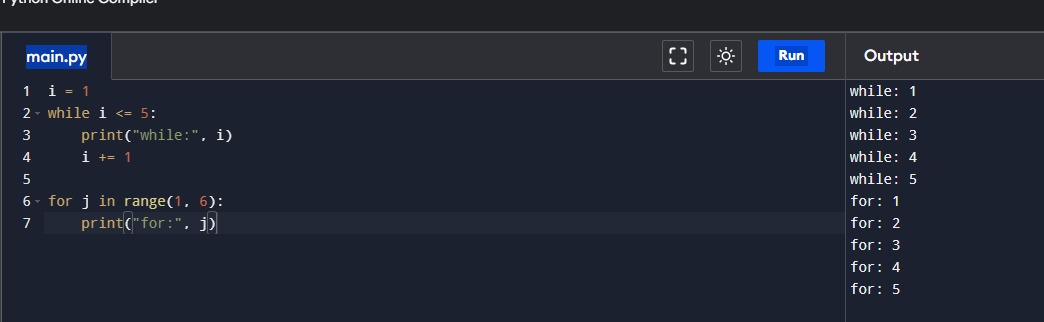 Python Online Compiler
main.py
Run
Output
1 i = 1
2 while i <= 5:
3     print("while:", i)
4     i += 1
5
6 for j in range(1, 6):
7     print("for:", j)
while: 1
while: 2
while: 3
while: 4
while: 5
for: 1
for: 2
for: 3
for: 4
for: 5